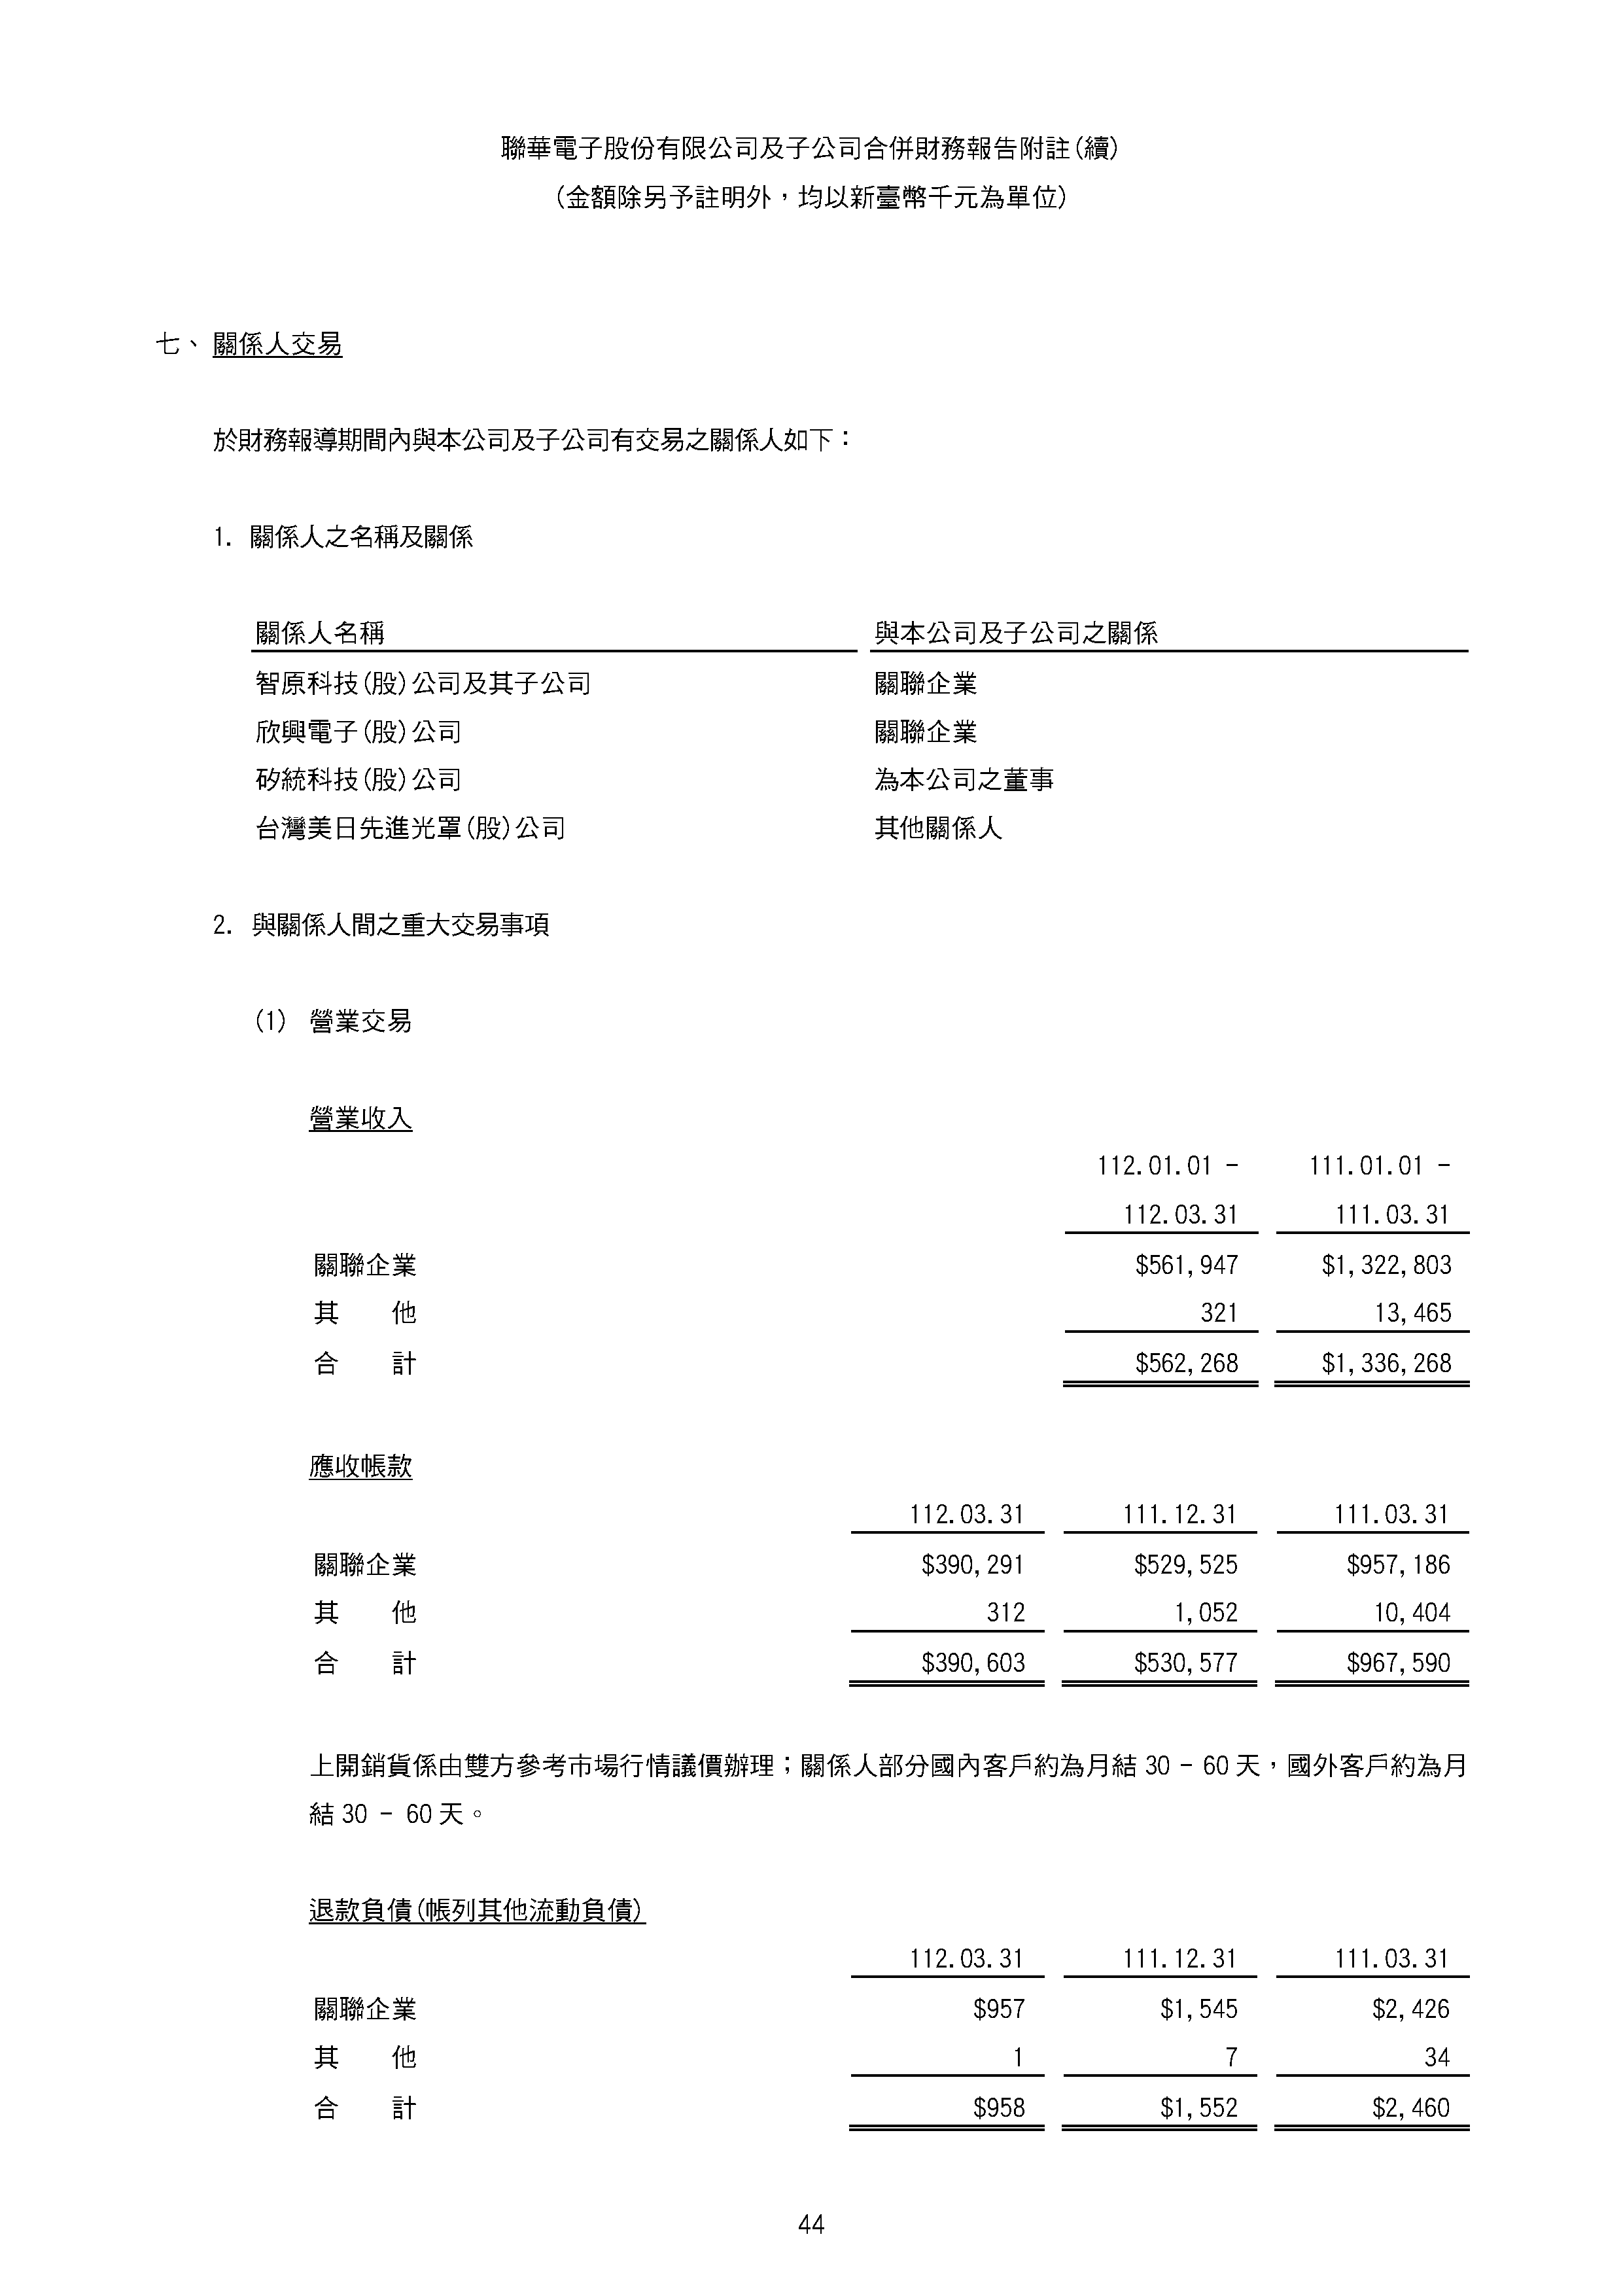 聯華電子股份有限公司及子公司合併財務報告附註(續)
(金額除另予註明外，均以新臺幣千元為單位)
七、 關係人交易
於財務報導期間內與本公司及子公司有交易之關係人如下：
1. 關係人之名稱及關係
關係人名稱 與本公司及子公司之關係
智原科技(股)公司及其子公司 關聯企業
欣興電子(股)公司 關聯企業
矽統科技(股)公司 為本公司之董事
台灣美日先進光罩(股)公司 其他關係人
2. 與關係人間之重大交易事項
(1) 營業交易
營業收入
112.01.01 - 111.01.01 -
112.03.31 111.03.31
關聯企業 $561,947 $1,322,803
其 他 321 13,465
合 計 $562,268 $1,336,268
應收帳款
112.03.31 111.12.31 111.03.31
關聯企業 $390,291 $529,525 $957,186
其 他 312 1,052 10,404
合 計 $390,603 $530,577 $967,590
上開銷貨係由雙方參考市場行情議價辦理；關係人部分國內客戶約為月結 30 - 60 天，國外客戶約為月
結 30 - 60 天。
退款負債(帳列其他流動負債)
112.03.31 111.12.31 111.03.31
關聯企業 $957 $1,545 $2,426
其 他 1 7 34
合 計 $958 $1,552 $2,460
44